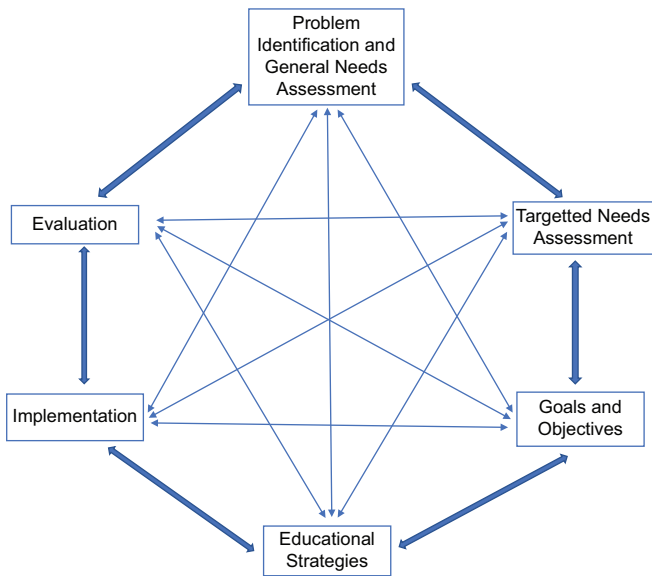 Problem
Identification and
General Needs
Assessment
Evaluation
Targetted Needs
Assessment
Implementation
Goals and
Objectives
Educational
Strategies